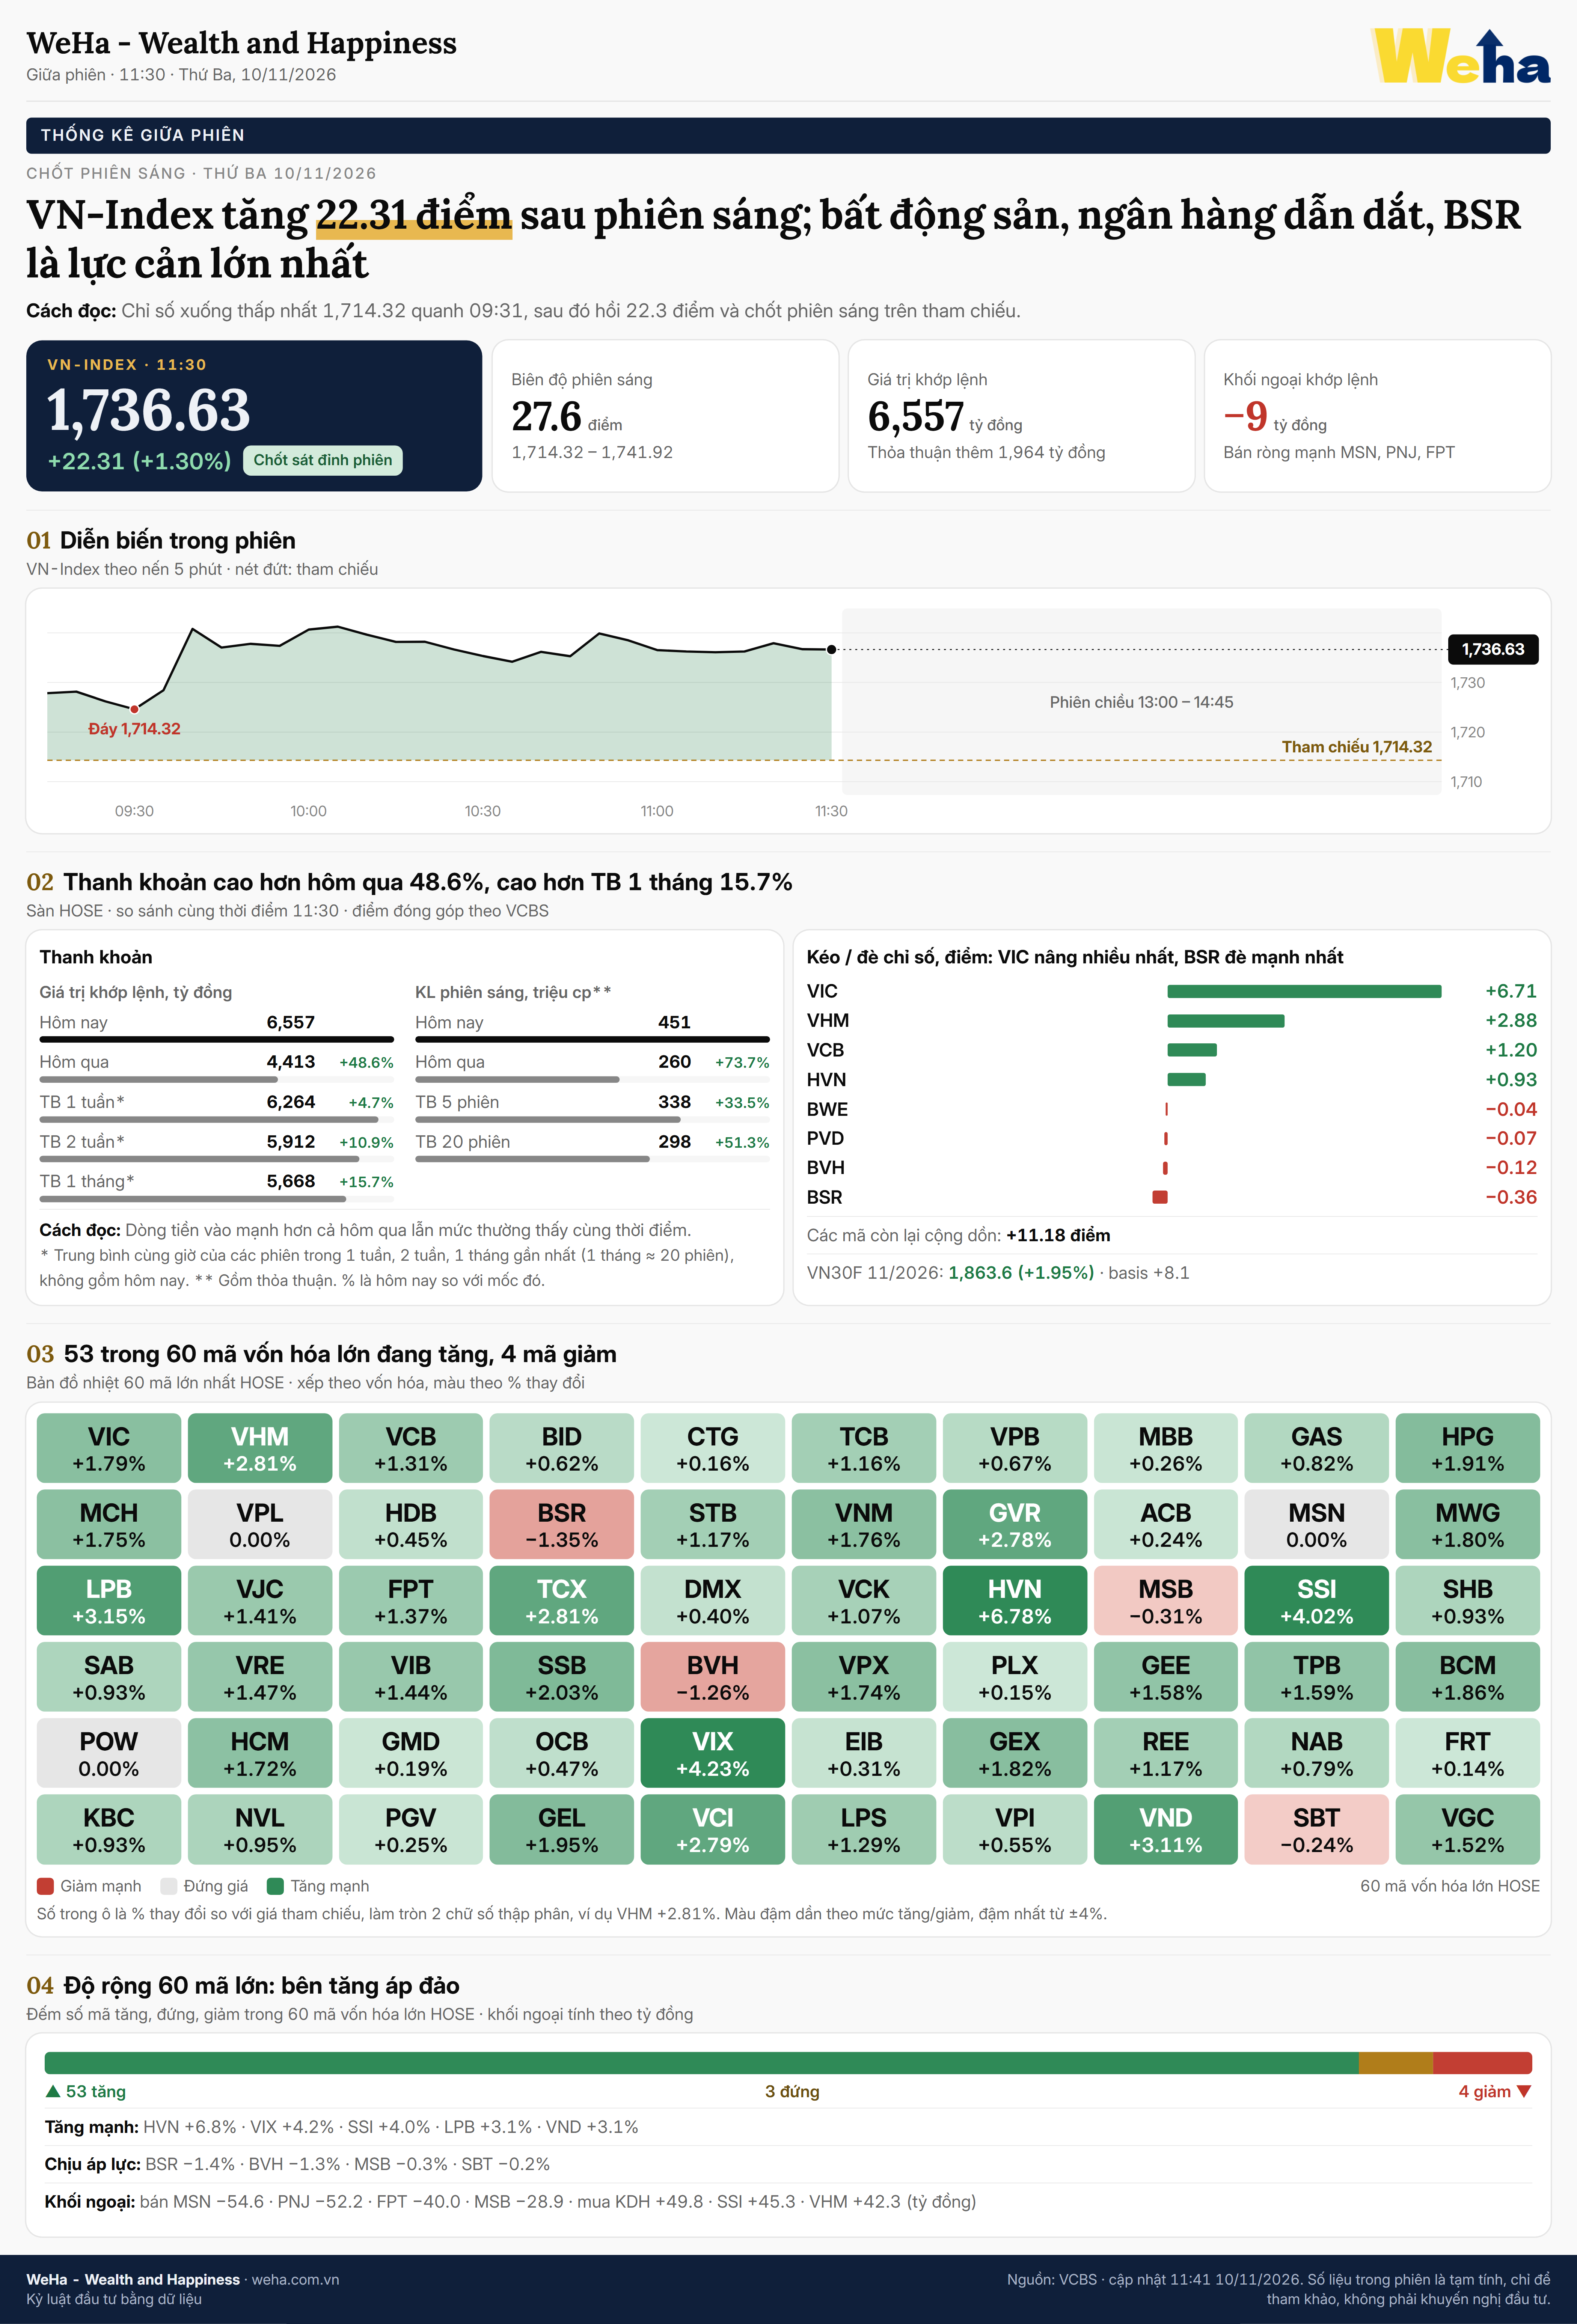 WeHa - Wealth and Happiness
Giữa phiên · 11:30 · Thứ Ba, 10/11/2026
Weha
THỐNG KÊ GIỮA PHIÊN
CHỐT PHIÊN SÁNG · THỨ BA 10/11/2026
VN-Index tăng 22.31 điểm sau phiên sáng; bất động sản, ngân hàng dẫn dắt, BSR
là lực cản lớn nhất
Cách đọc: Chỉ số xuống thấp nhất 1,714.32 quanh 09:31, sau đó hồi 22.3 điểm và chốt phiên sáng trên tham chiếu.
VN-INDEX · 11:30
1,736.63
+22.31 (+1.30%) Chốt sát đỉnh phiên
Biên độ phiên sáng
27.6 điểm
1,714.32 – 1,741.92
Giá trị khớp lệnh
6,557 tỷ đồng
Thỏa thuận thêm 1,964 tỷ đồng
Khối ngoại khớp lệnh
−9 tỷ đồng
Bán ròng mạnh MSN, PNJ, FPT
01 Diễn biến trong phiên
VN-Index theo nến 5 phút · nét đứt: tham chiếu
1,736.63
1,730
Phiên chiều 13:00 – 14:45
Đáy 1,714.32
1,720
Tham chiếu 1,714.32
1,710
09:30 10:00 10:30 11:00 11:30
02 Thanh khoản cao hơn hôm qua 48.6%, cao hơn TB 1 tháng 15.7%
Sàn HOSE · so sánh cùng thời điểm 11:30 · điểm đóng góp theo VCBS
Thanh khoản
Giá trị khớp lệnh, tỷ đồng
Hôm nay 6,557
Hôm qua 4,413 +48.6%
TB 1 tuần* 6,264 +4.7%
TB 2 tuần* 5,912 +10.9%
TB 1 tháng* 5,668 +15.7%
KL phiên sáng, triệu cp**
Hôm nay 451
Hôm qua 260 +73.7%
TB 5 phiên 338 +33.5%
TB 20 phiên 298 +51.3%
Cách đọc: Dòng tiền vào mạnh hơn cả hôm qua lẫn mức thường thấy cùng thời điểm.
* Trung bình cùng giờ của các phiên trong 1 tuần, 2 tuần, 1 tháng gần nhất (1 tháng ≈ 20 phiên),
không gồm hôm nay. ** Gồm thỏa thuận. % là hôm nay so với mốc đó.
Kéo / đè chỉ số, điểm: VIC nâng nhiều nhất, BSR đè mạnh nhất
VIC +6.71
VHM +2.88
VCB +1.20
HVN +0.93
BWE −0.04
PVD −0.07
BVH −0.12
BSR −0.36
Các mã còn lại cộng dồn: +11.18 điểm
VN30F 11/2026: 1,863.6 (+1.95%) · basis +8.1
03 53 trong 60 mã vốn hóa lớn đang tăng, 4 mã giảm
Bản đồ nhiệt 60 mã lớn nhất HOSE · xếp theo vốn hóa, màu theo % thay đổi
VIC VHM VCB BID CTG TCB VPB MBB GAS HPG
+1.79% +2.81% +1.31% +0.62% +0.16% +1.16% +0.67% +0.26% +0.82% +1.91%
MCH VPL HDB BSR STB VNM GVR ACB MSN MWG
+1.75% 0.00% +0.45% −1.35% +1.17% +1.76% +2.78% +0.24% 0.00% +1.80%
LPB VJC FPT TCX DMX VCK HVN MSB SSI SHB
+3.15% +1.41% +1.37% +2.81% +0.40% +1.07% +6.78% −0.31% +4.02% +0.93%
SAB VRE VIB SSB BVH VPX PLX GEE TPB BCM
+0.93% +1.47% +1.44% +2.03% −1.26% +1.74% +0.15% +1.58% +1.59% +1.86%
POW HCM GMD OCB VIX EIB GEX REE NAB FRT
0.00% +1.72% +0.19% +0.47% +4.23% +0.31% +1.82% +1.17% +0.79% +0.14%
KBC NVL PGV GEL VCI LPS VPI VND SBT VGC
+0.93% +0.95% +0.25% +1.95% +2.79% +1.29% +0.55% +3.11% −0.24% +1.52%
Giảm mạnh Đứng giá Tăng mạnh 60 mã vốn hóa lớn HOSE
Số trong ô là % thay đổi so với giá tham chiếu, làm tròn 2 chữ số thập phân, ví dụ VHM +2.81%. Màu đậm dần theo mức tăng/giảm, đậm nhất từ ±4%.
04 Độ rộng 60 mã lớn: bên tăng áp đảo
Đếm số mã tăng, đứng, giảm trong 60 mã vốn hóa lớn HOSE · khối ngoại tính theo tỷ đồng
▲ 53 tăng 3 đứng 4 giảm ▼
Tăng mạnh: HVN +6.8% · VIX +4.2% · SSI +4.0% · LPB +3.1% · VND +3.1%
Chịu áp lực: BSR −1.4% · BVH −1.3% · MSB −0.3% · SBT −0.2%
Khối ngoại: bán MSN −54.6 · PNJ −52.2 · FPT −40.0 · MSB −28.9 · mua KDH +49.8 · SSI +45.3 · VHM +42.3 (tỷ đồng)
WeHa - Wealth and Happiness · weha.com.vn
Kỷ luật đầu tư bằng dữ liệu
Nguồn: VCBS · cập nhật 11:41 10/11/2026. Số liệu trong phiên là tạm tính, chỉ để
tham khảo, không phải khuyến nghị đầu tư.